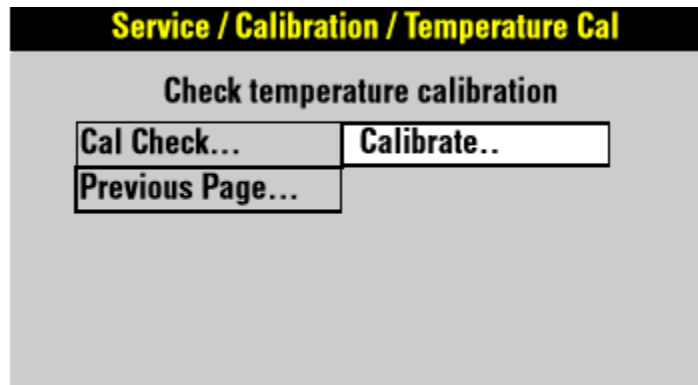 Service / Calibration / Temperature Cal
Check temperature calibration
Cal Check... Calibrate..
Previous Page...